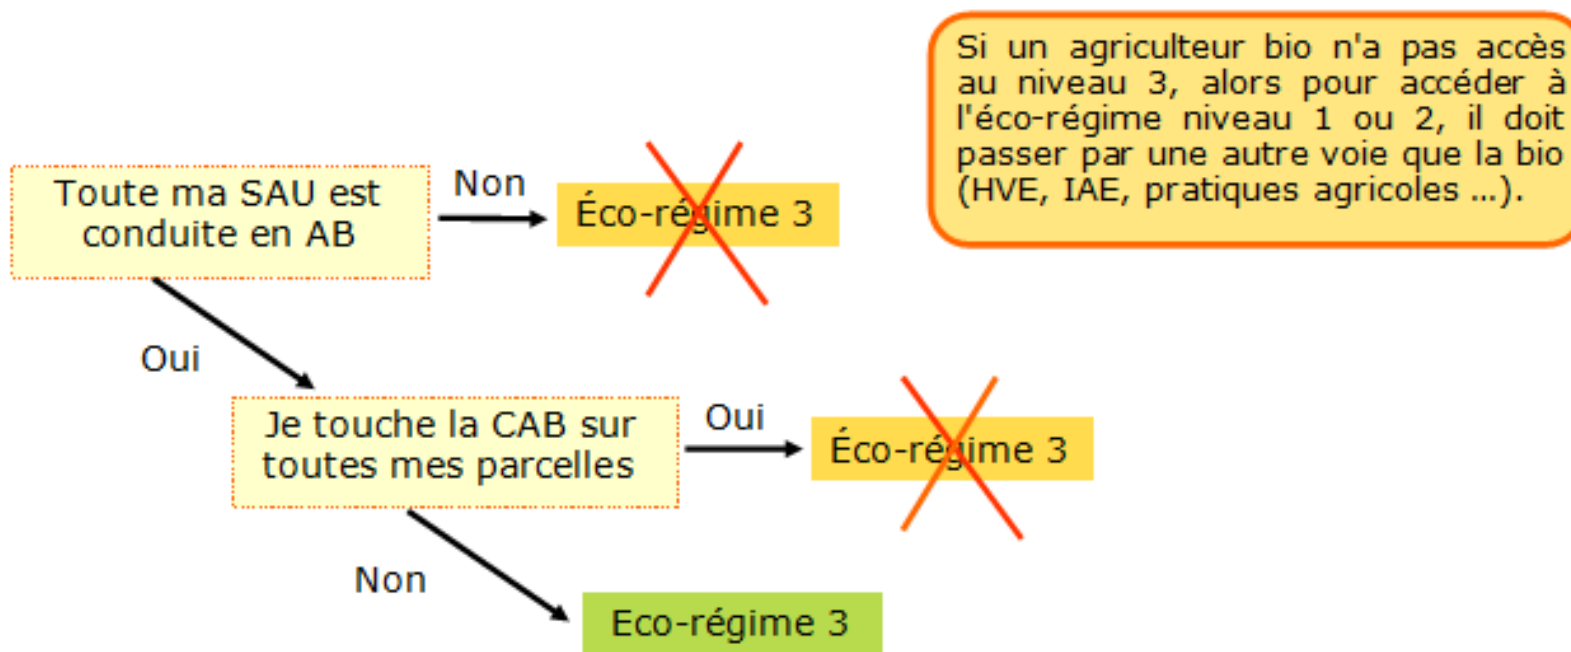 Si un agriculteur bio n'a pas accès
au niveau 3, alors pour accéder à
l'éco-régime niveau 1 ou 2, il doit
passer par une autre voie que la bio
(HVE, IAE, pratiques agricoles ...).
Toute ma SAU est
conduite en AB
Non
Éco-régime 3
Oui
Je touche la CAB sur
toutes mes parcelles
Oui
Éco-régime 3
Non
Eco-régime 3